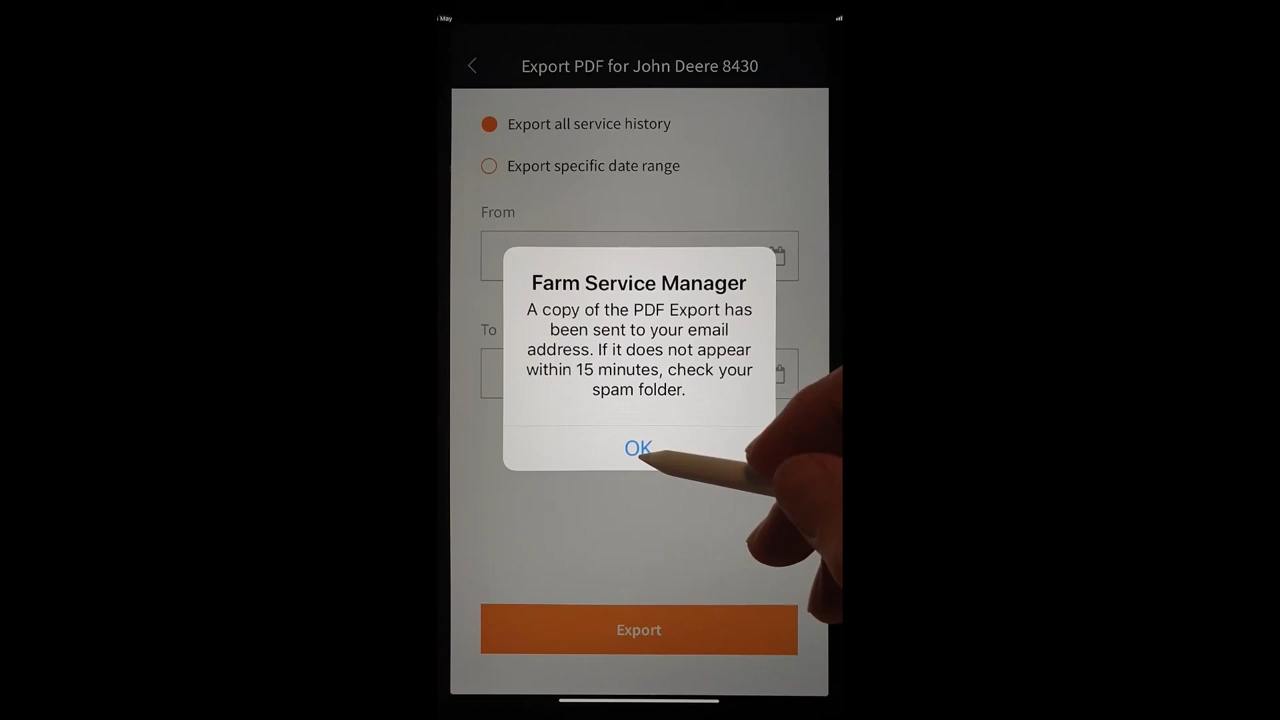 May
Export PDF for John Deere 8430
Export all service history
Export specific date range
From
Farm Service Manager
A copy of the PDF Export has
been sent to your email
address. If it does not appear
within 15 minutes, check your
spam folder.
To
OK
Export